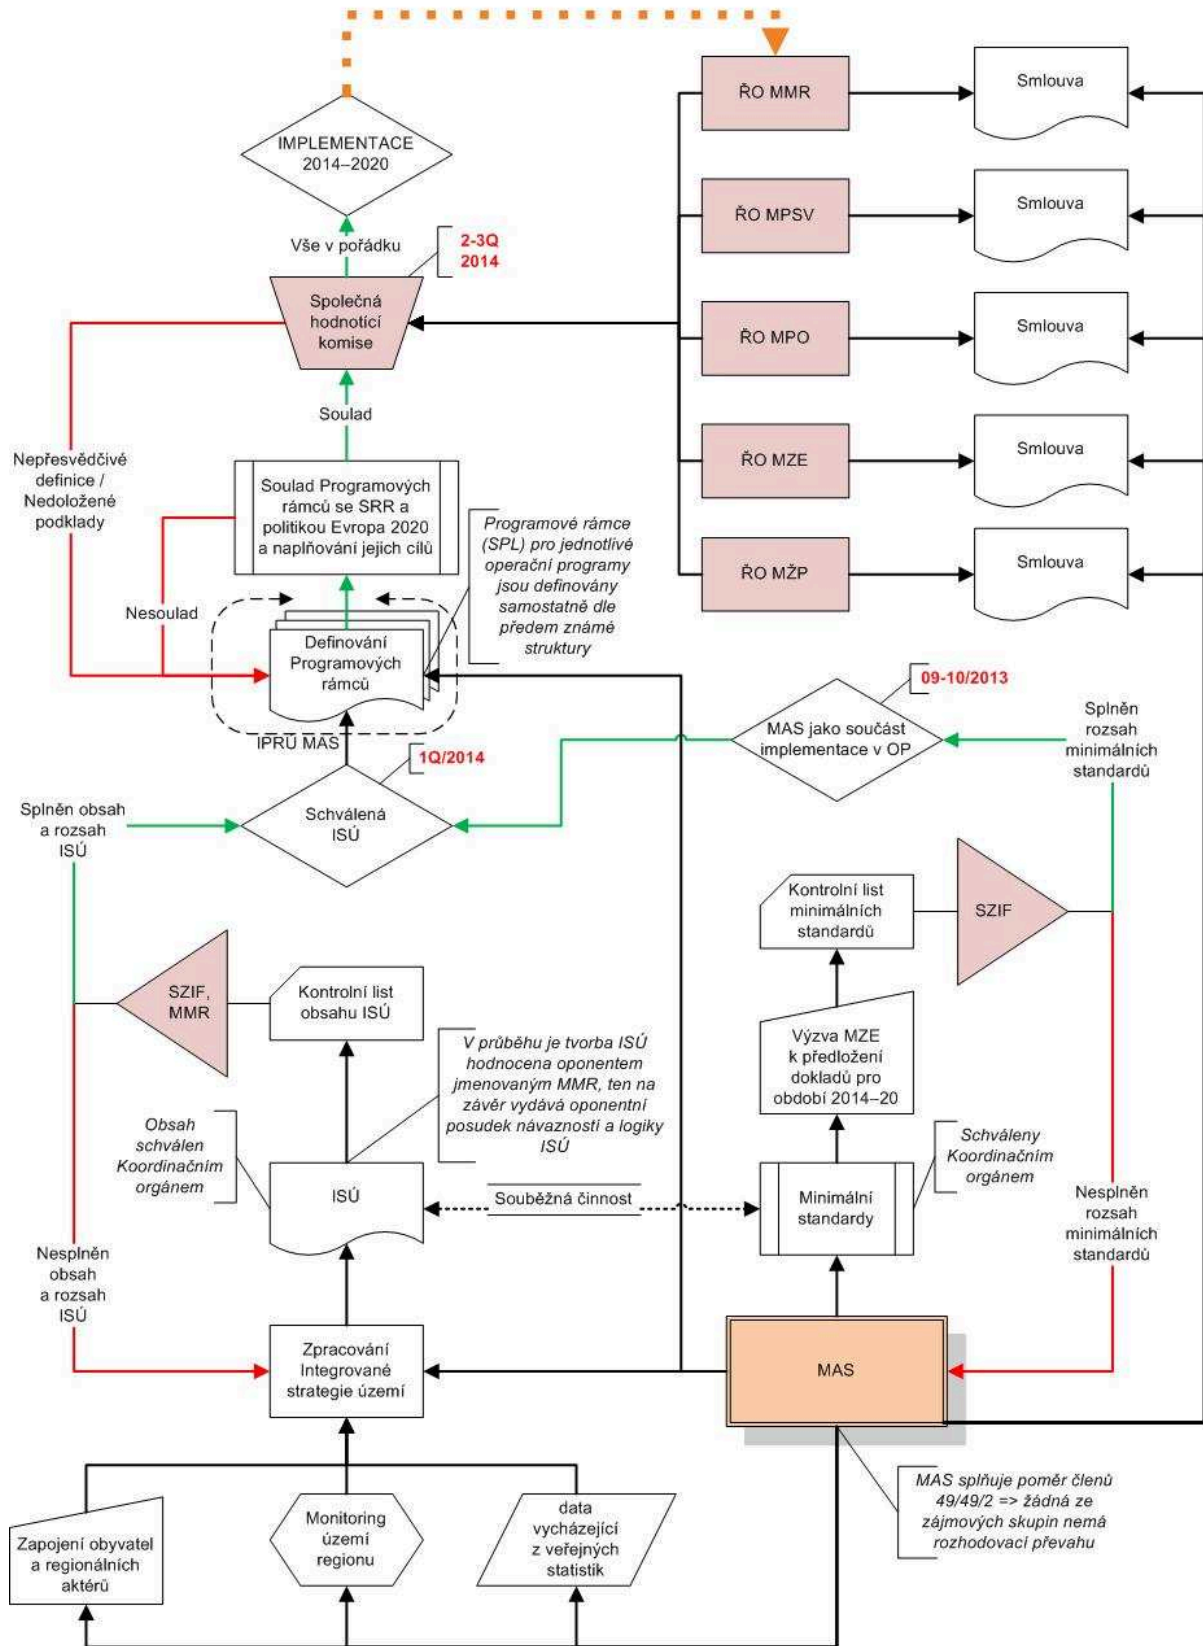 ŘO MMR
Smlouva
IMPLEMENTACE
2014–2020
ŘO MPSV
Smlouva
Vše v pořádku
2-3Q
2014
Společná
hodnotící
komise
ŘO MPO
Smlouva
Soulad
Nepřesvědčivé
definice /
Nedoložené
podklady
ŘO MZE
Smlouva
Soulad Programových
rámců se SRR a
politikou Evropa 2020
a naplňování jejich cílů
Programové rámce
(SPL) pro jednotlivé
operační programy
jsou definovány
samostatně dle
předem známé
struktury
ŘO MŽP
Smlouva
Nesoulad
Definování
Programových
rámců
IPRÚ MAS
09-10/2013
MAS jako součást
implementace v OP
Splněn
rozsah
minimálních
standardů
1Q/2014
Schválená
ISÚ
Splněn obsah
a rozsah
ISÚ
Kontrolní list
minimálních
standardů
SZIF
SZIF,
MMR
Kontrolní list
obsahu ISÚ
V průběhu je tvorba ISÚ
hodnocena oponentem
jmenovaným MMR, ten na
závěr vydává oponentní
posudek návazností a logiky
ISÚ
Výzva MZE
k předložení
dokladů pro
období 2014–20
Obsah
schválen
Koordinačním
orgánem
ISÚ
Souběžná činnost
Minimální
standardy
Schváleny
Koordinačním
orgánem
Nesplněn
rozsah
minimálních
standardů
Nesplněn
obsah
a rozsah
ISÚ
Zpracování
Integrované
strategie území
MAS
MAS splňuje poměr členů
49/49/2 => žádná ze
zájmových skupin nemá
rozhodovací převahu
Zapojení obyvatel
a regionálních
aktérů
Monitoring
území
regionu
data
vycházející
z veřejných
statistik